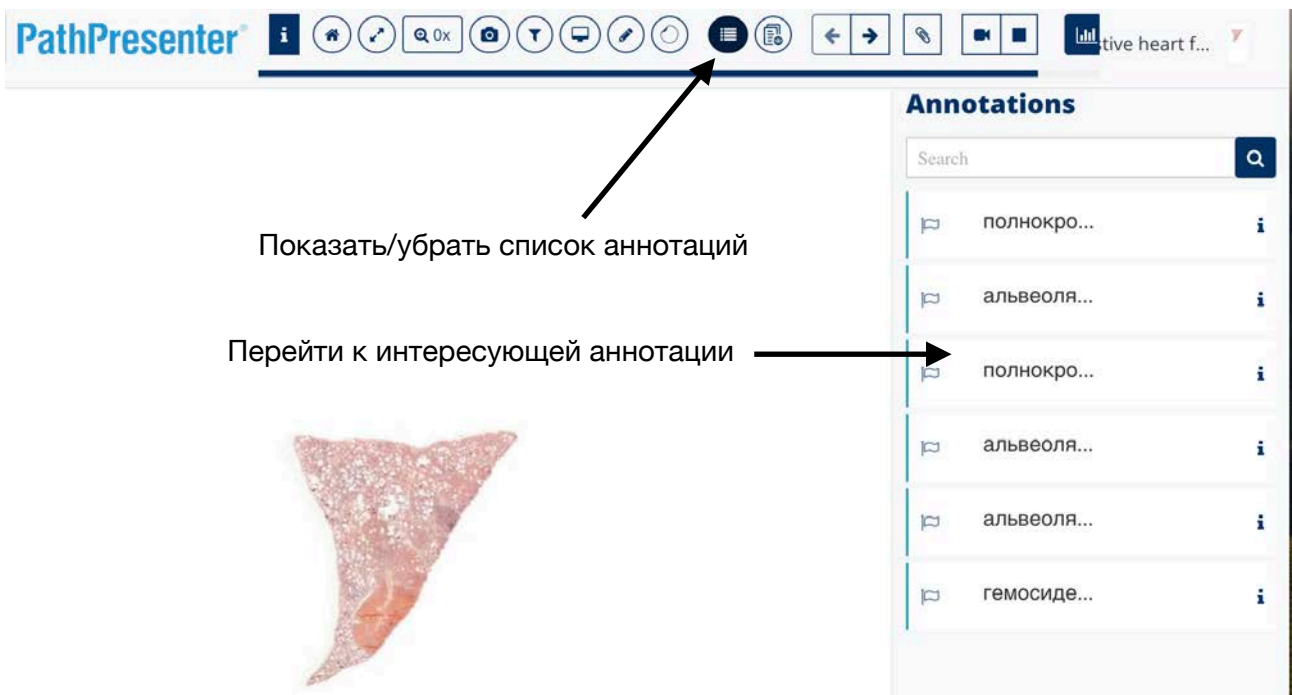 PathPresenter®
0x
tive heart f...
Annotations
Search
полнокро...
Показать/убрать список аннотаций
альвеоля...
Перейти к интересующей аннотации
полнокро...
альвеоля...
альвеоля...
гемосиде...